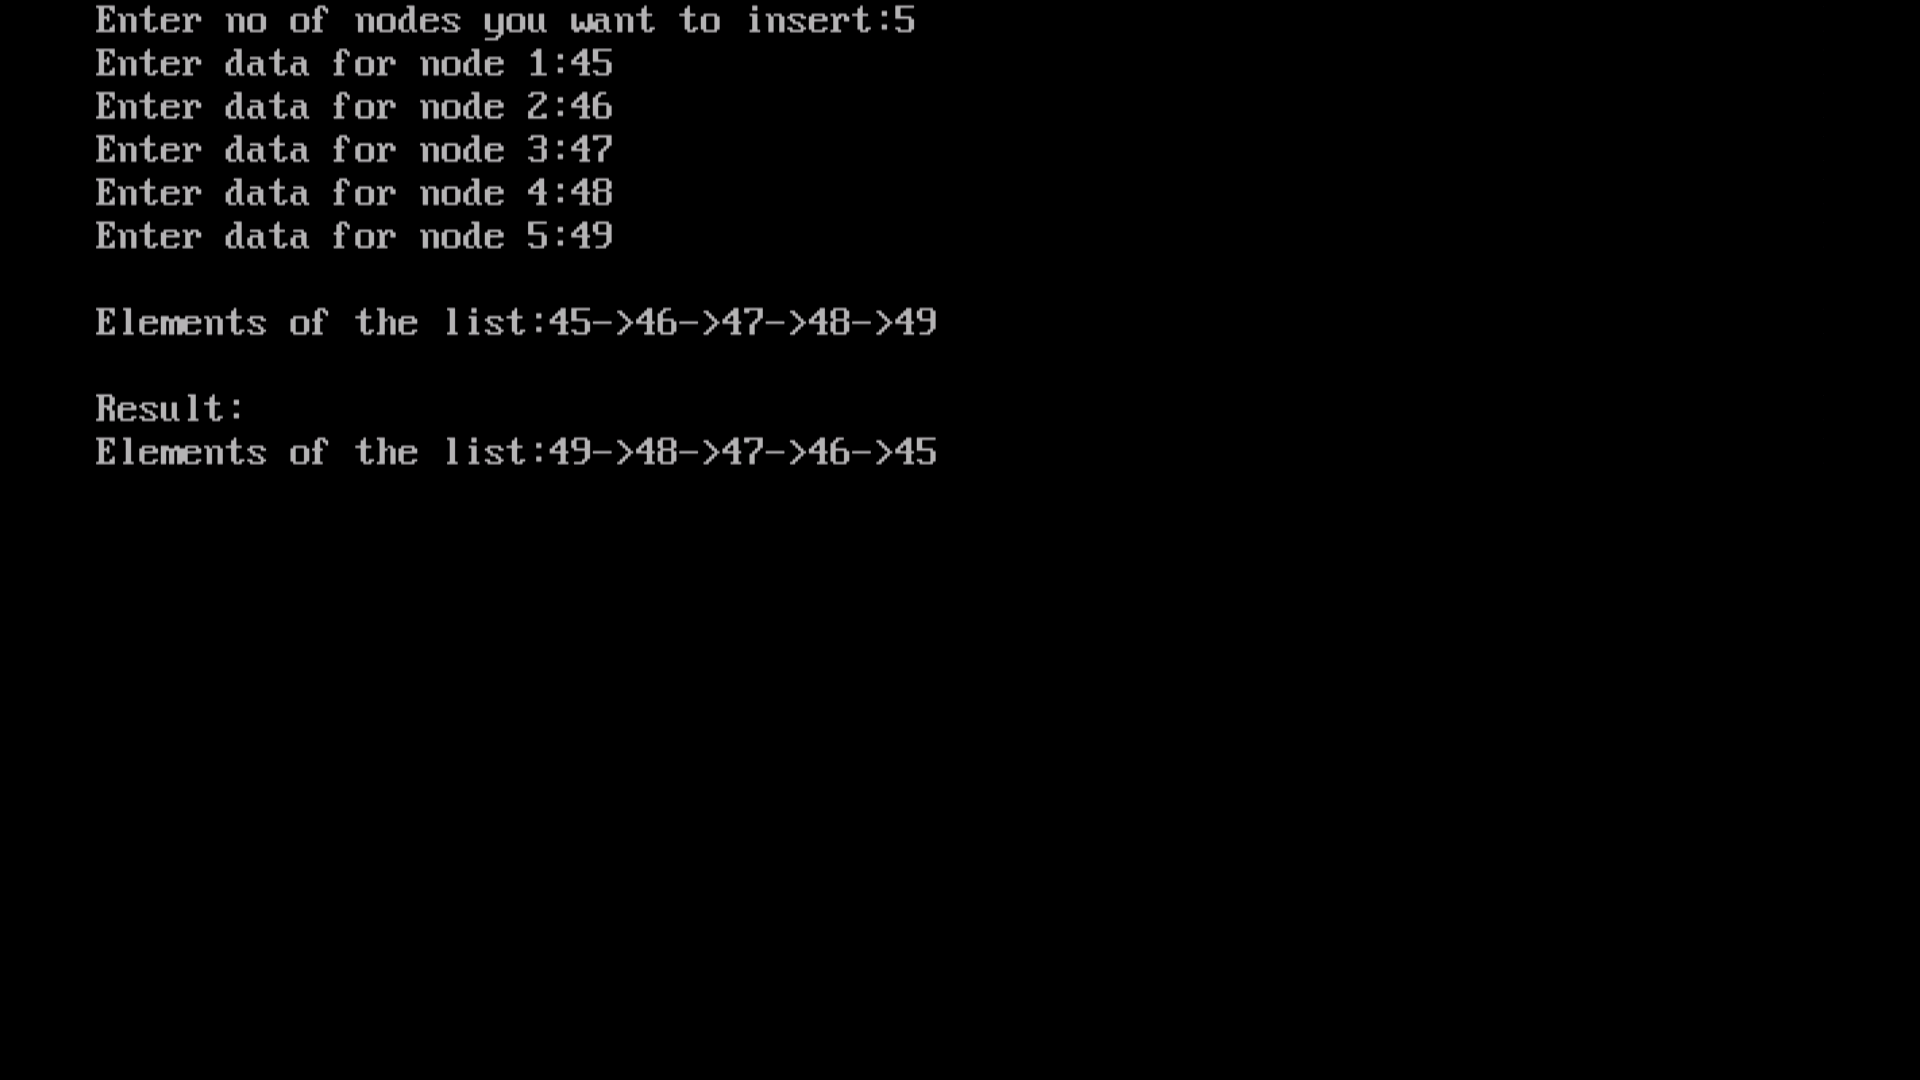 Enter no of nodes you want to insert:5
Enter data for node 1:45
Enter data for node 2:46
Enter data for node 3:47
Enter data for node 4:48
Enter data for node 5:49
Elements of the list:45->46->47->48->49
Result:
Elements of the list:49->48->47->46->45